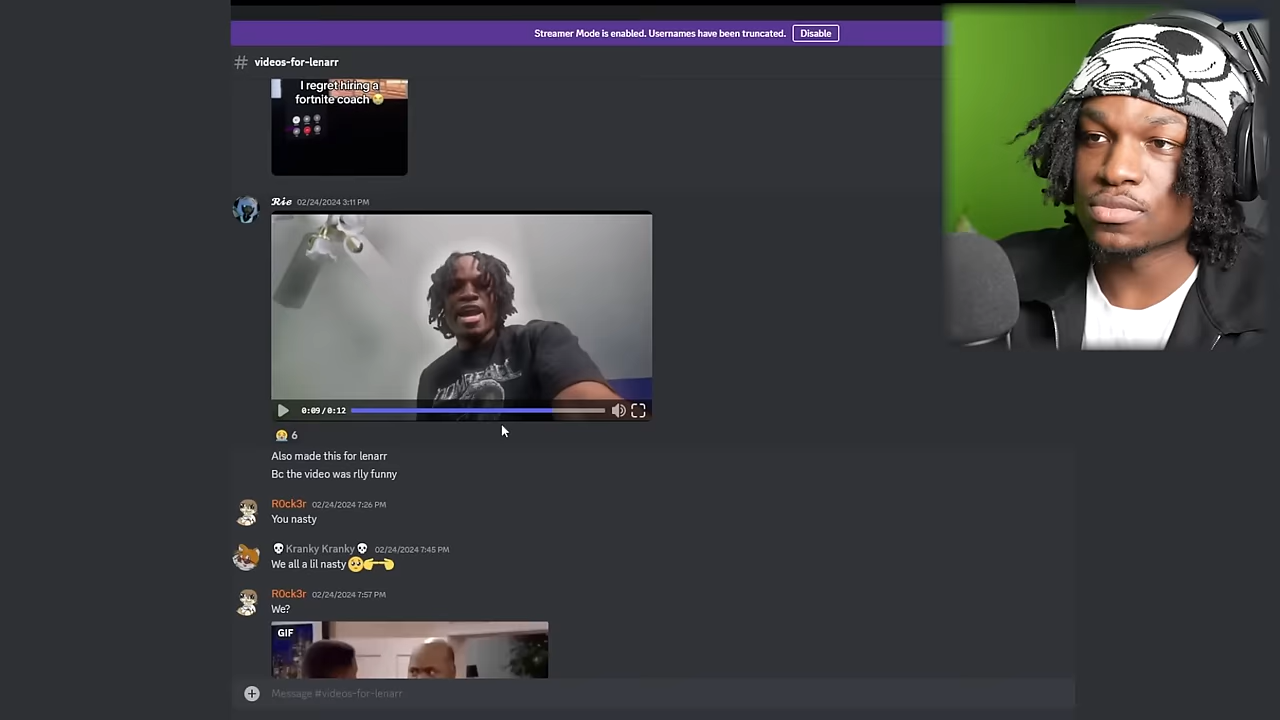 Streamer Mode is enabled. Usernames have been truncated.
Disable
# videos-for-lenarr
I regret hiring a
fortnite coach 😭
𝓡𝓲𝓮 02/24/2024 3:11 PM
0:09/0:12
😭 6
Also made this for lenarr
Bc the video was rlly funny
R0ck3r 02/24/2024 7:26 PM
You nasty
💀Kranky Kranky💀 02/24/2024 7:45 PM
We all a lil nasty🥺👉👈
R0ck3r 02/24/2024 7:57 PM
We?
GIF
Message #videos-for-lenarr